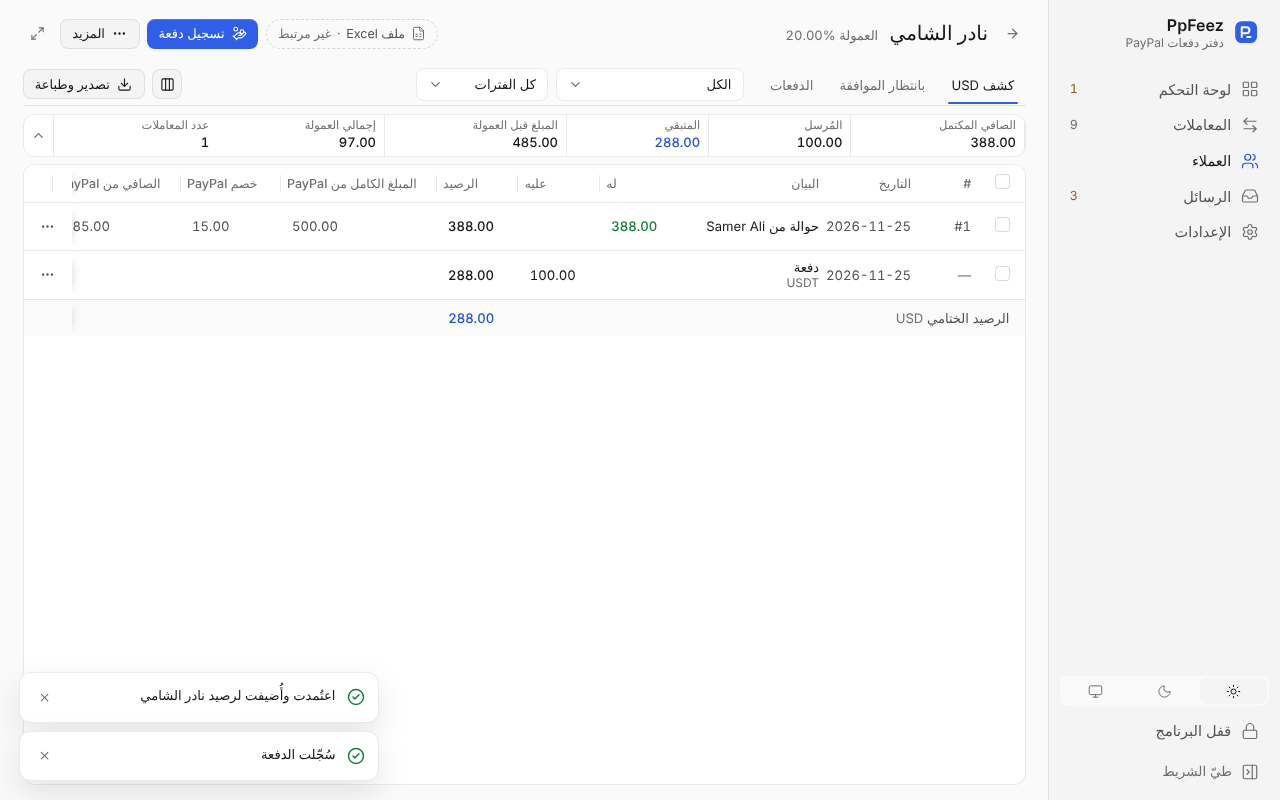 PpFeez
دفتر دفعات PayPal
لوحة التحكم 1
المعاملات 9
العملاء
الرسائل 3
الإعدادات
قفل البرنامج
طيّ الشريط
نادر الشامي العمولة 20.00%
ملف Excel · غير مرتبط
تسجيل دفعة
المزيد
كشف USD
بانتظار الموافقة
الدفعات
الكل
كل الفترات
تصدير وطباعة
الصافي المكتمل
388.00
المُرسل
100.00
المتبقي
288.00
المبلغ قبل العمولة
485.00
إجمالي العمولة
97.00
عدد المعاملات
1
# التاريخ البيان له عليه الرصيد المبلغ الكامل من PayPal خصم PayPal الصافي من
#1 2026-11-25 حوالة من Samer Ali 388.00 388.00 500.00 15.00
— 2026-11-25 دفعة 100.00 288.00
USDT
الرصيد الختامي USD 288.00
اعتُمدت وأُضيفت لرصيد نادر الشامي
سُجّلت الدفعة